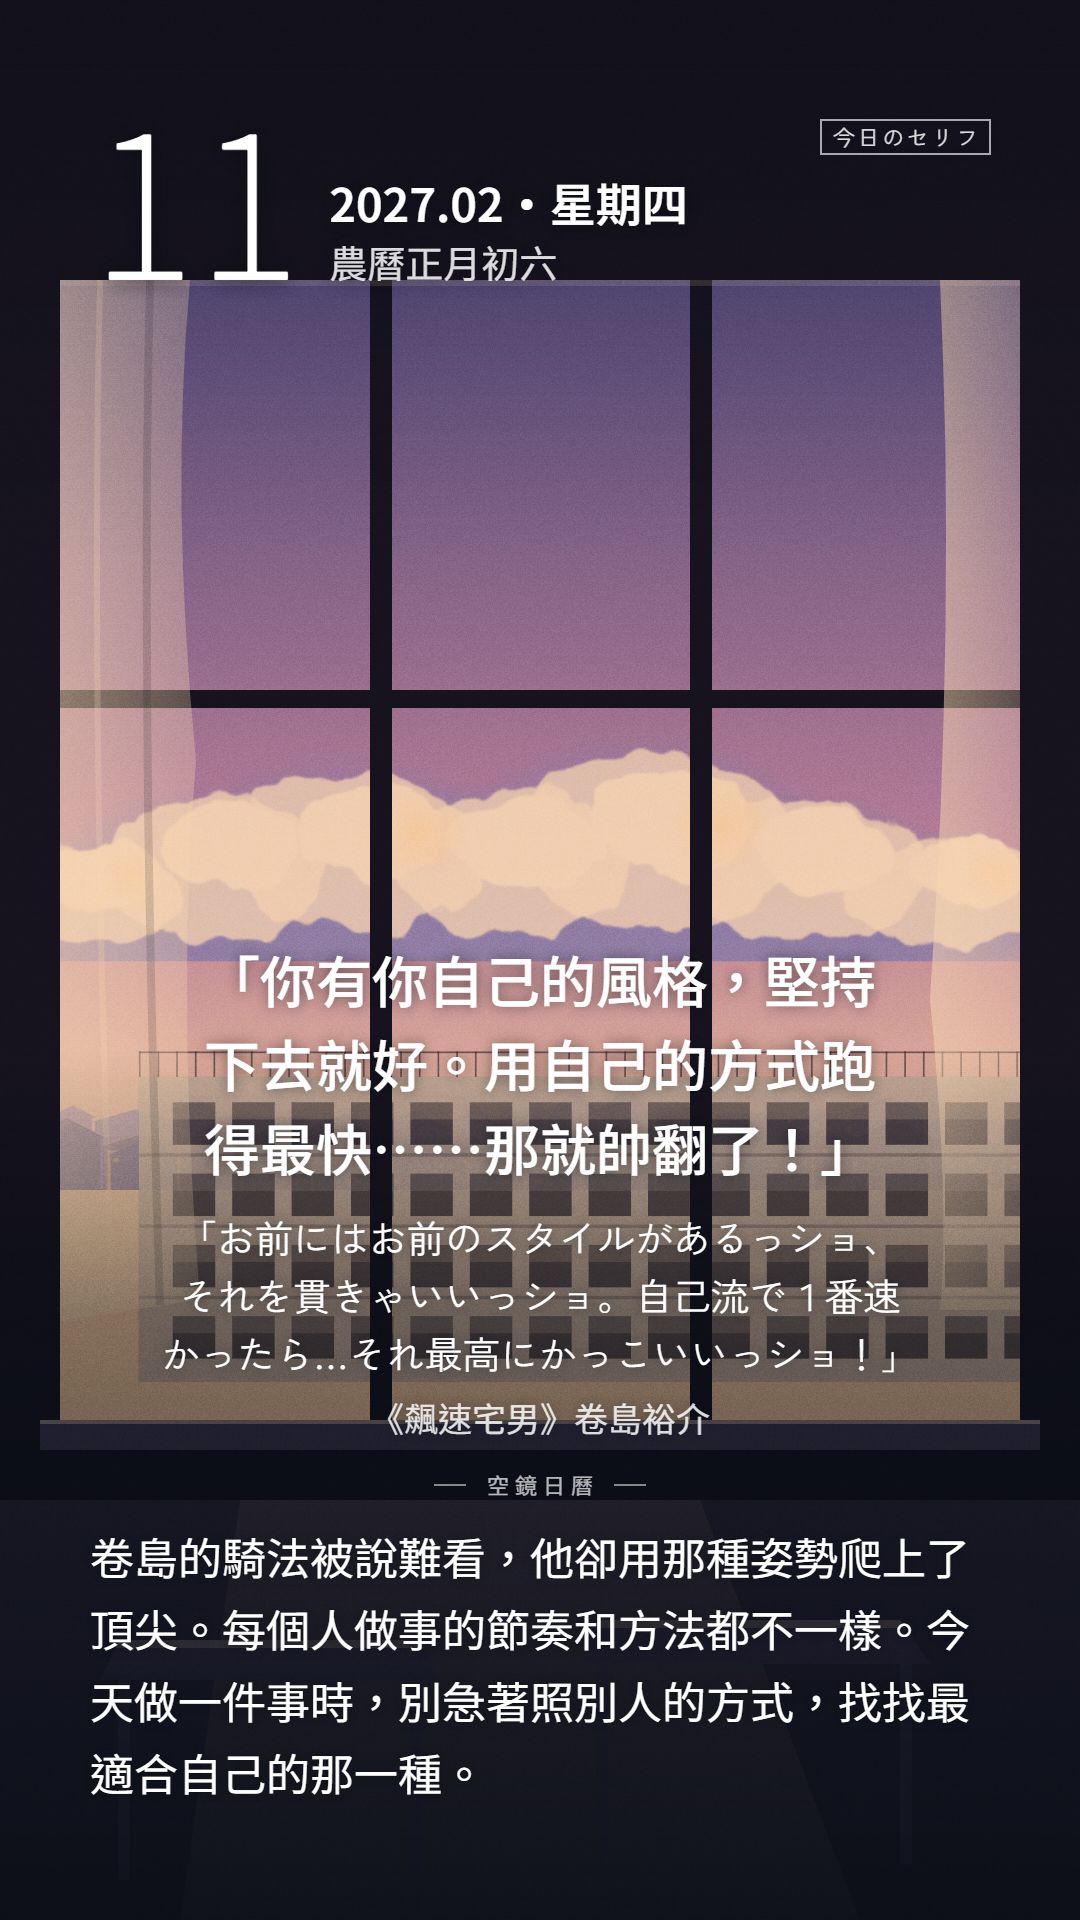 11
今日のセリフ
2027.02・星期四
農曆正月初六
「你有你自己的風格，堅持
下去就好。用自己的方式跑
得最快⋯⋯那就帥翻了！」
「お前にはお前のスタイルがあるっショ、
それを貫きゃいいっショ。自己流で１番速
かったら…それ最高にかっこいいっショ！」
《飆速宅男》卷島裕介
空鏡日曆
卷島的騎法被說難看，他卻用那種姿勢爬上了
頂尖。每個人做事的節奏和方法都不一樣。今
天做一件事時，別急著照別人的方式，找找最
適合自己的那一種。